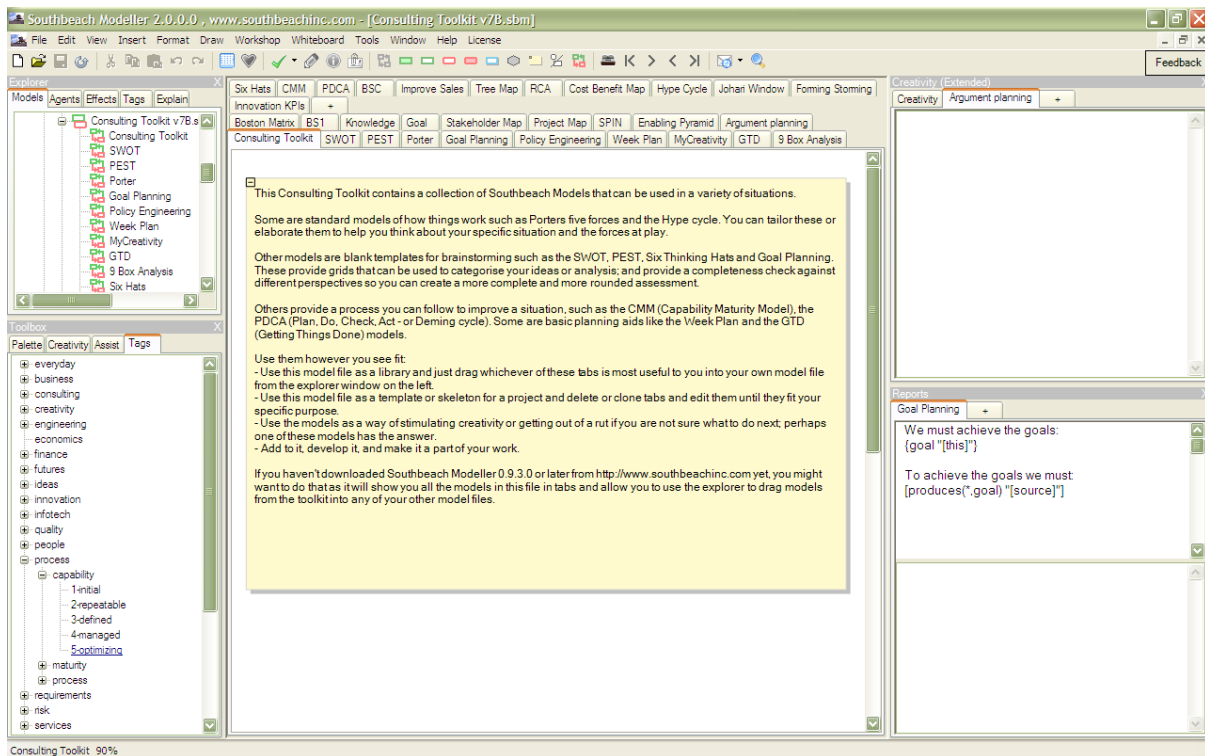 Southbeach Modeller 2.0.0.0 , www.southbeachinc.com - [Consulting Toolkit v7B.sbm]
File Edit View Insert Format Draw Workshop Whiteboard Tools Window Help License
Feedback
Explorer
Models Agents Effects Tags Explain
Consulting Toolkit v7B.s
Consulting Toolkit
SWOT
PEST
Porter
Goal Planning
Policy Engineering
Week Plan
MyCreativity
GTD
9 Box Analysis
Six Hats
Toolbox
Palette Creativity Assist Tags
everyday
business
consulting
creativity
engineering
economics
finance
futures
ideas
innovation
infotech
quality
people
process
capability
1-initial
2-repeatable
3-defined
4-managed
5-optimizing
maturity
process
requirements
risk
services
Six Hats CMM PDCA BSC Improve Sales Tree Map RCA Cost Benefit Map Hype Cycle Johari Window Forming Storming
Innovation KPIs +
Boston Matrix BS1 Knowledge Goal Stakeholder Map Project Map SPIN Enabling Pyramid Argument planning
Consulting Toolkit SWOT PEST Porter Goal Planning Policy Engineering Week Plan MyCreativity GTD 9 Box Analysis
This Consulting Toolkit contains a collection of Southbeach Models that can be used in a variety of situations.
Some are standard models of how things work such as Porters five forces and the Hype cycle. You can tailor these or
elaborate them to help you think about your specific situation and the forces at play.
Other models are blank templates for brainstorming such as the SWOT, PEST, Six Thinking Hats and Goal Planning.
These provide grids that can be used to categorise your ideas or analysis; and provide a completeness check against
different perspectives so you can create a more complete and more rounded assessment.
Others provide a process you can follow to improve a situation, such as the CMM (Capability Maturity Model), the
PDCA (Plan, Do, Check, Act - or Deming cycle). Some are basic planning aids like the Week Plan and the GTD
(Getting Things Done) models.
Use them however you see fit:
- Use this model file as a library and just drag whichever of these tabs is most useful to you into your own model file
from the explorer window on the left.
- Use this model file as a template or skeleton for a project and delete or clone tabs and edit them until they fit your
specific purpose.
- Use the models as a way of stimulating creativity or getting out of a rut if you are not sure what to do next; perhaps
one of these models has the answer.
- Add to it, develop it, and make it a part of your work.
If you haven't downloaded Southbeach Modeller 0.9.3.0 or later from http://www.southbeachinc.com yet, you might
want to do that as it will show you all the models in this file in tabs and allow you to use the explorer to drag models
from the toolkit into any of your other model files.
Creativity (Extended)
Creativity Argument planning +
Reports
Goal Planning +
We must achieve the goals:
{goal "[this]"}
To achieve the goals we must:
[produces(*,goal) "[source]"]
Consulting Toolkit 90%